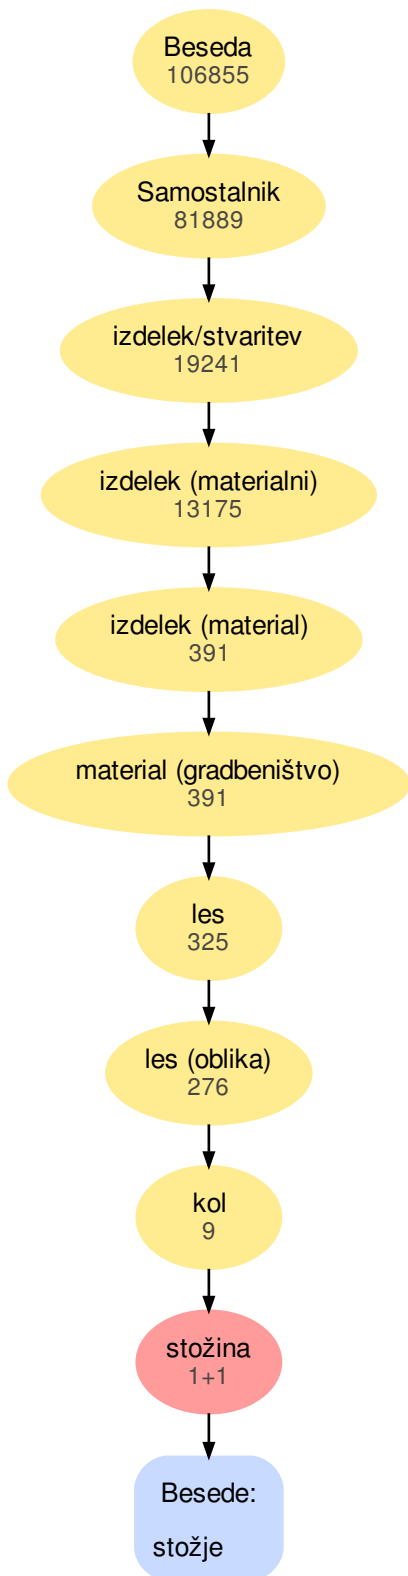 Beseda
106855
Samostalnik
81889
izdelek/stvaritev
19241
izdelek (materialni)
13175
izdelek (material)
391
material (gradbeništvo)
391
les
325
les (oblika)
276
kol
9
stožina
1+1
Besede:
stožje